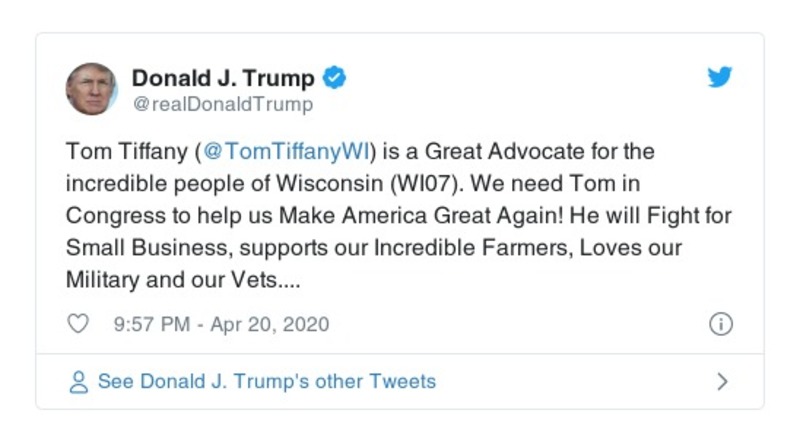 Donald J. Trump
@realDonaldTrump
Tom Tiffany (@TomTiffanyWI) is a Great Advocate for the
incredible people of Wisconsin (WI07). We need Tom in
Congress to help us Make America Great Again! He will Fight for
Small Business, supports our Incredible Farmers, Loves our
Military and our Vets....
9:57 PM - Apr 20, 2020
See Donald J. Trump's other Tweets